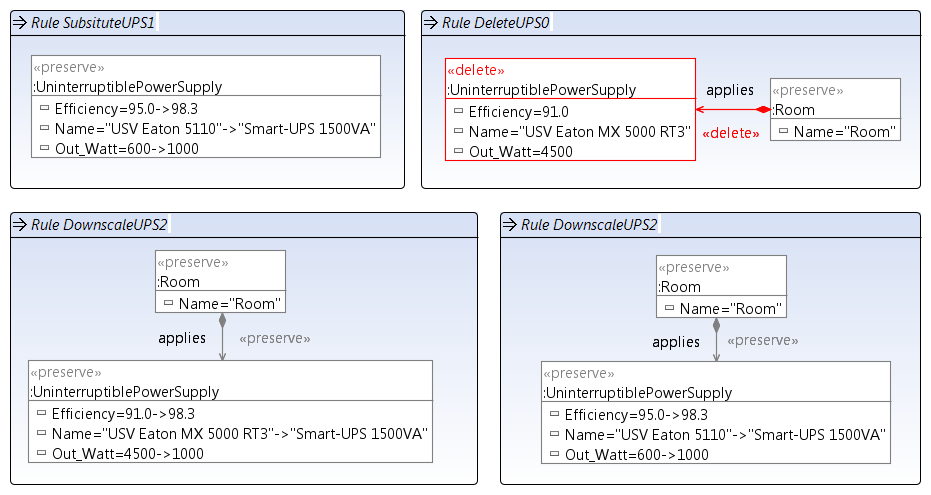 Rule SubsituteUPS1
«preserve»
:UninterruptiblePowerSupply
Efficiency=95.0->98.3
Name="USV Eaton 5110"->"Smart-UPS 1500VA"
Out_Watt=600->1000
Rule DeleteUPS0
«delete»
:UninterruptiblePowerSupply
Efficiency=91.0
Name="USV Eaton MX 5000 RT3"
Out_Watt=4500
applies
«delete»
«preserve»
:Room
Name="Room"
Rule DownscaleUPS2
«preserve»
:Room
Name="Room"
applies «preserve»
«preserve»
:UninterruptiblePowerSupply
Efficiency=91.0->98.3
Name="USV Eaton MX 5000 RT3"->"Smart-UPS 1500VA"
Out_Watt=4500->1000
Rule DownscaleUPS2
«preserve»
:Room
Name="Room"
applies «preserve»
«preserve»
:UninterruptiblePowerSupply
Efficiency=95.0->98.3
Name="USV Eaton 5110"->"Smart-UPS 1500VA"
Out_Watt=600->1000